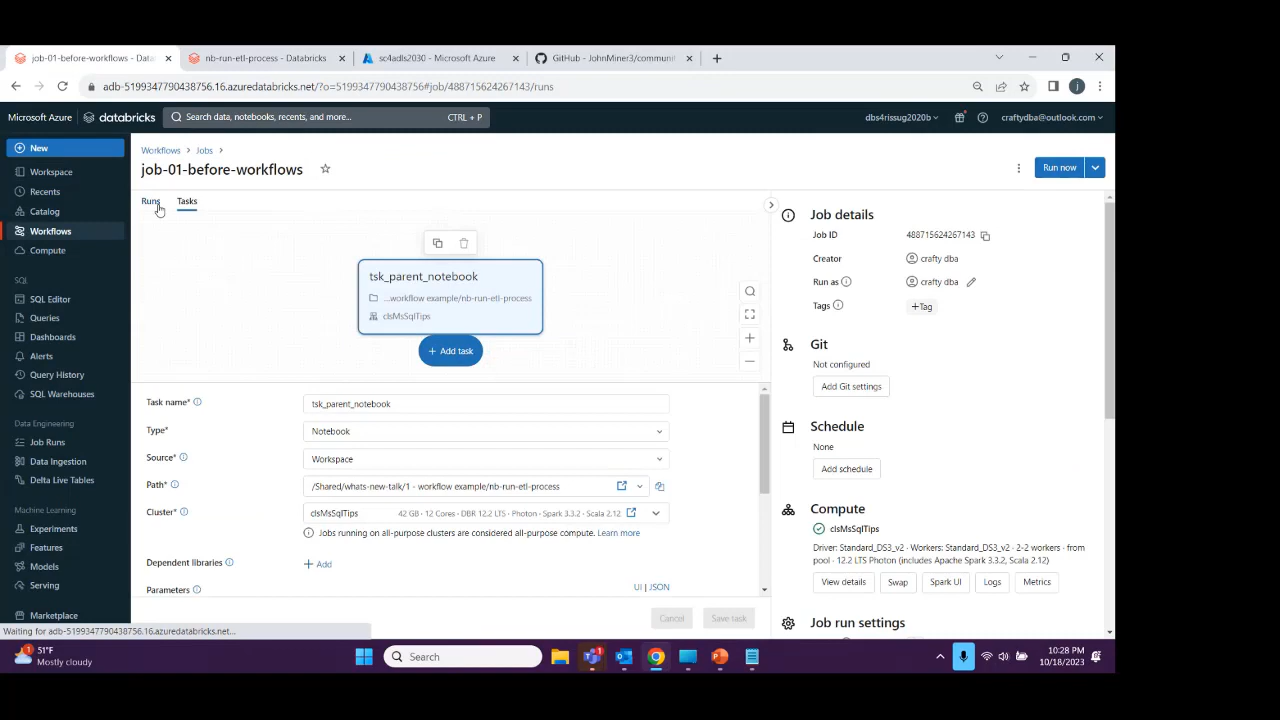 job-01-before-workflows - Data
nb-run-etl-process - Databricks
sc4adls2030 - Microsoft Azure
GitHub - JohnMiner3/communi
adb-5199347790438756.16.azuredatabricks.net/?o=5199347790438756#job/488715624267143/runs
Microsoft Azure
databricks
Search data, notebooks, recents, and more...
CTRL + P
dbs4rissug2020b
craftydba@outlook.com
New
Workspace
Recents
Catalog
Workflows
Compute
SQL
SQL Editor
Queries
Dashboards
Alerts
Query History
SQL Warehouses
Data Engineering
Job Runs
Data Ingestion
Delta Live Tables
Machine Learning
Experiments
Features
Models
Serving
Marketplace
Workflows
Jobs
job-01-before-workflows
Run now
Runs
Tasks
tsk_parent_notebook
...workflow example/nb-run-etl-process
clsMsSqlTips
+ Add task
Task name*
tsk_parent_notebook
Type*
Notebook
Source*
Workspace
Path*
/Shared/whats-new-talk/1 - workflow example/nb-run-etl-process
Cluster*
clsMsSqlTips
42 GB · 12 Cores · DBR 12.2 LTS · Photon · Spark 3.3.2 · Scala 2.12
Jobs running on all-purpose clusters are considered all-purpose compute. Learn more
Dependent libraries
+ Add
Parameters
UI | JSON
Cancel
Save task
Job details
Job ID
488715624267143
Creator
crafty dba
Run as
crafty dba
Tags
+Tag
Git
Not configured
Add Git settings
Schedule
None
Add schedule
Compute
clsMsSqlTips
Driver: Standard_DS3_v2 · Workers: Standard_DS3_v2 · 2-2 workers · from
pool · 12.2 LTS Photon (includes Apache Spark 3.3.2, Scala 2.12)
View details
Swap
Spark UI
Logs
Metrics
Job run settings
Waiting for adb-5199347790438756.16.azuredatabricks.net...
1
51°F
Mostly cloudy
Search
1
10:28 PM
10/18/2023